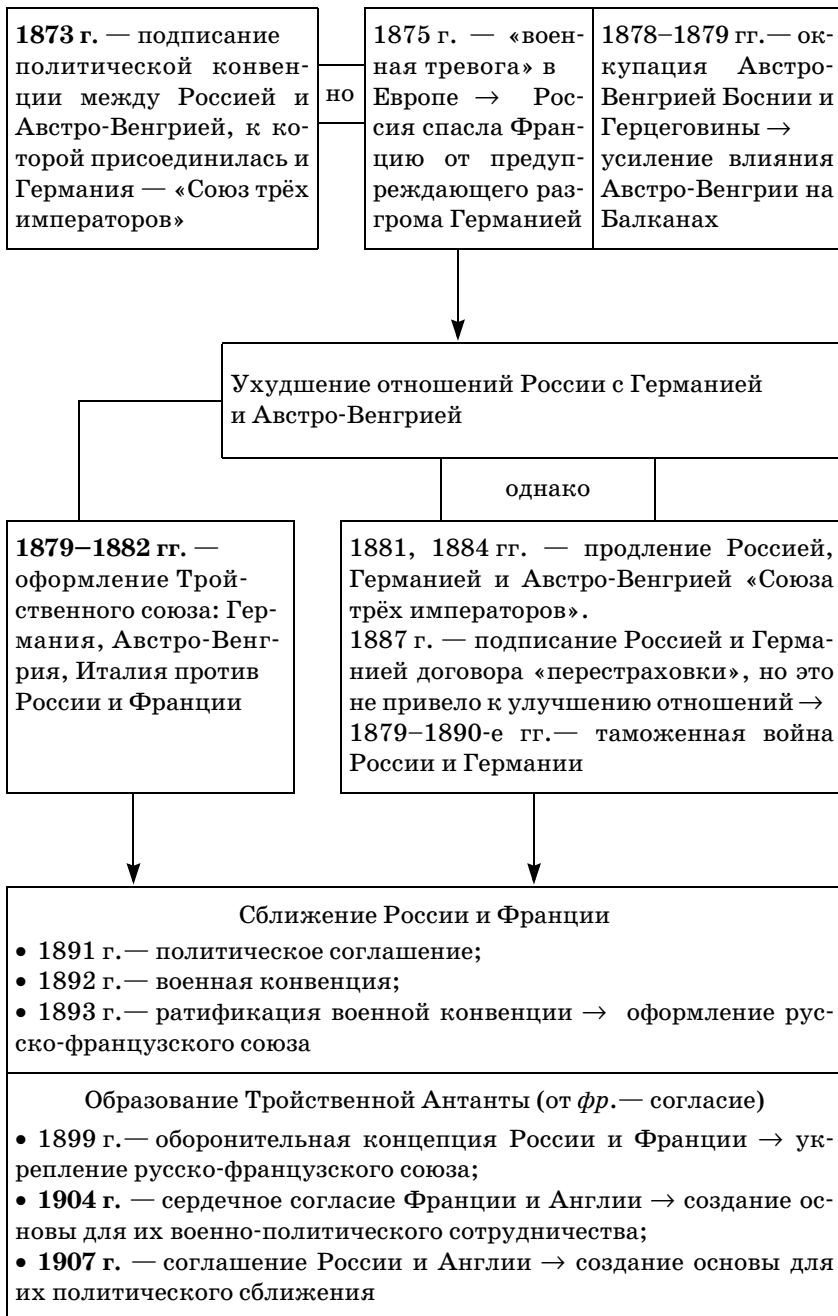 1873 г. — подписание
политической конвен-
ции между Россией и
Австро-Венгрией, к ко-
торой присоединилась и
Германия — «Союз трёх
императоров»
но
1875 г. — «воен-
ная тревога» в
Европе → Рос-
сия спасла Фран-
цию от предуп-
реждающего раз-
грома Германией
1878–1879 гг.— ок-
купация Австро-
Венгрией Боснии и
Герцеговины →
усиление влияния
Австро-Венгрии на
Балканах
Ухудшение отношений России с Германией
и Австро-Венгрией
однако
1879–1882 гг. —
оформление Трой-
ственного союза: Гер-
мания, Австро-Венг-
рия, Италия против
России и Франции
1881, 1884 гг. — продление Россией,
Германией и Австро-Венгрией «Союза
трёх императоров».
1887 г. — подписание Россией и Герма-
нией договора «перестраховки», но это
не привело к улучшению отношений →
1879–1890-е гг.— таможенная война
России и Германии
Сближение России и Франции
• 1891 г.— политическое соглашение;
• 1892 г.— военная конвенция;
• 1893 г.— ратификация военной конвенции → оформление рус-
ско-французского союза
Образование Тройственной Антанты (от фр.— согласие)
• 1899 г.— оборонительная концепция России и Франции → ук-
репление русско-французского союза;
• 1904 г. — сердечное согласие Франции и Англии → создание ос-
новы для их военно-политического сотрудничества;
• 1907 г. — соглашение России и Англии → создание основы для
их политического сближения